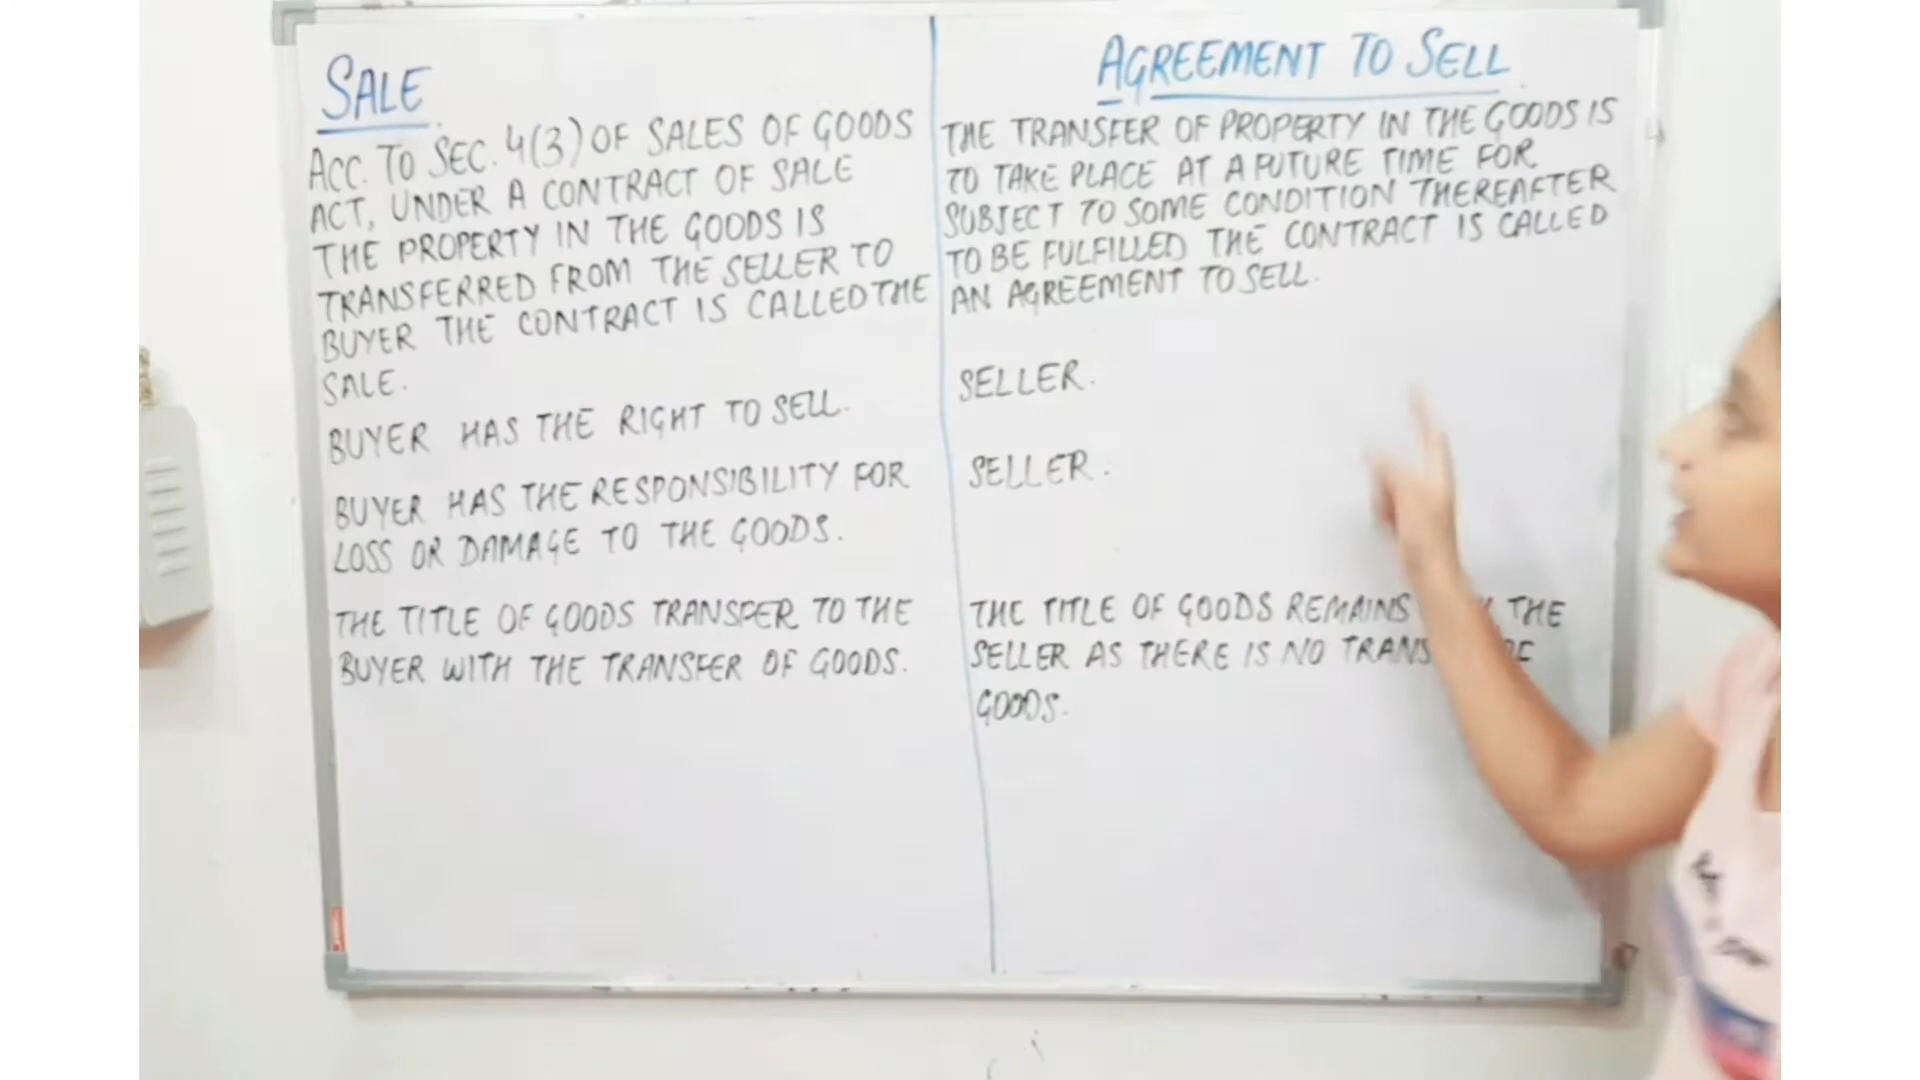 SALE
ACC. TO SEC. 4(3) OF SALES OF GOODS
ACT, UNDER A CONTRACT OF SALE
THE PROPERTY IN THE GOODS IS
TRANSFERRED FROM THE SELLER TO
BUYER THE CONTRACT IS CALLED THE
SALE.
BUYER HAS THE RIGHT TO SELL.
BUYER HAS THE RESPONSIBILITY FOR
LOSS OR DAMAGE TO THE GOODS.
THE TITLE OF GOODS TRANSFER TO THE
BUYER WITH THE TRANSFER OF GOODS.
AGREEMENT TO SELL
THE TRANSFER OF PROPERTY IN THE GOODS IS
TO TAKE PLACE AT A FUTURE TIME FOR
SUBJECT TO SOME CONDITION THEREAFTER
TO BE FULFILLED THE CONTRACT IS CALLED
AN AGREEMENT TO SELL.
SELLER.
SELLER.
THE TITLE OF GOODS REMAINS THE
SELLER AS THERE IS NO
GOODS.